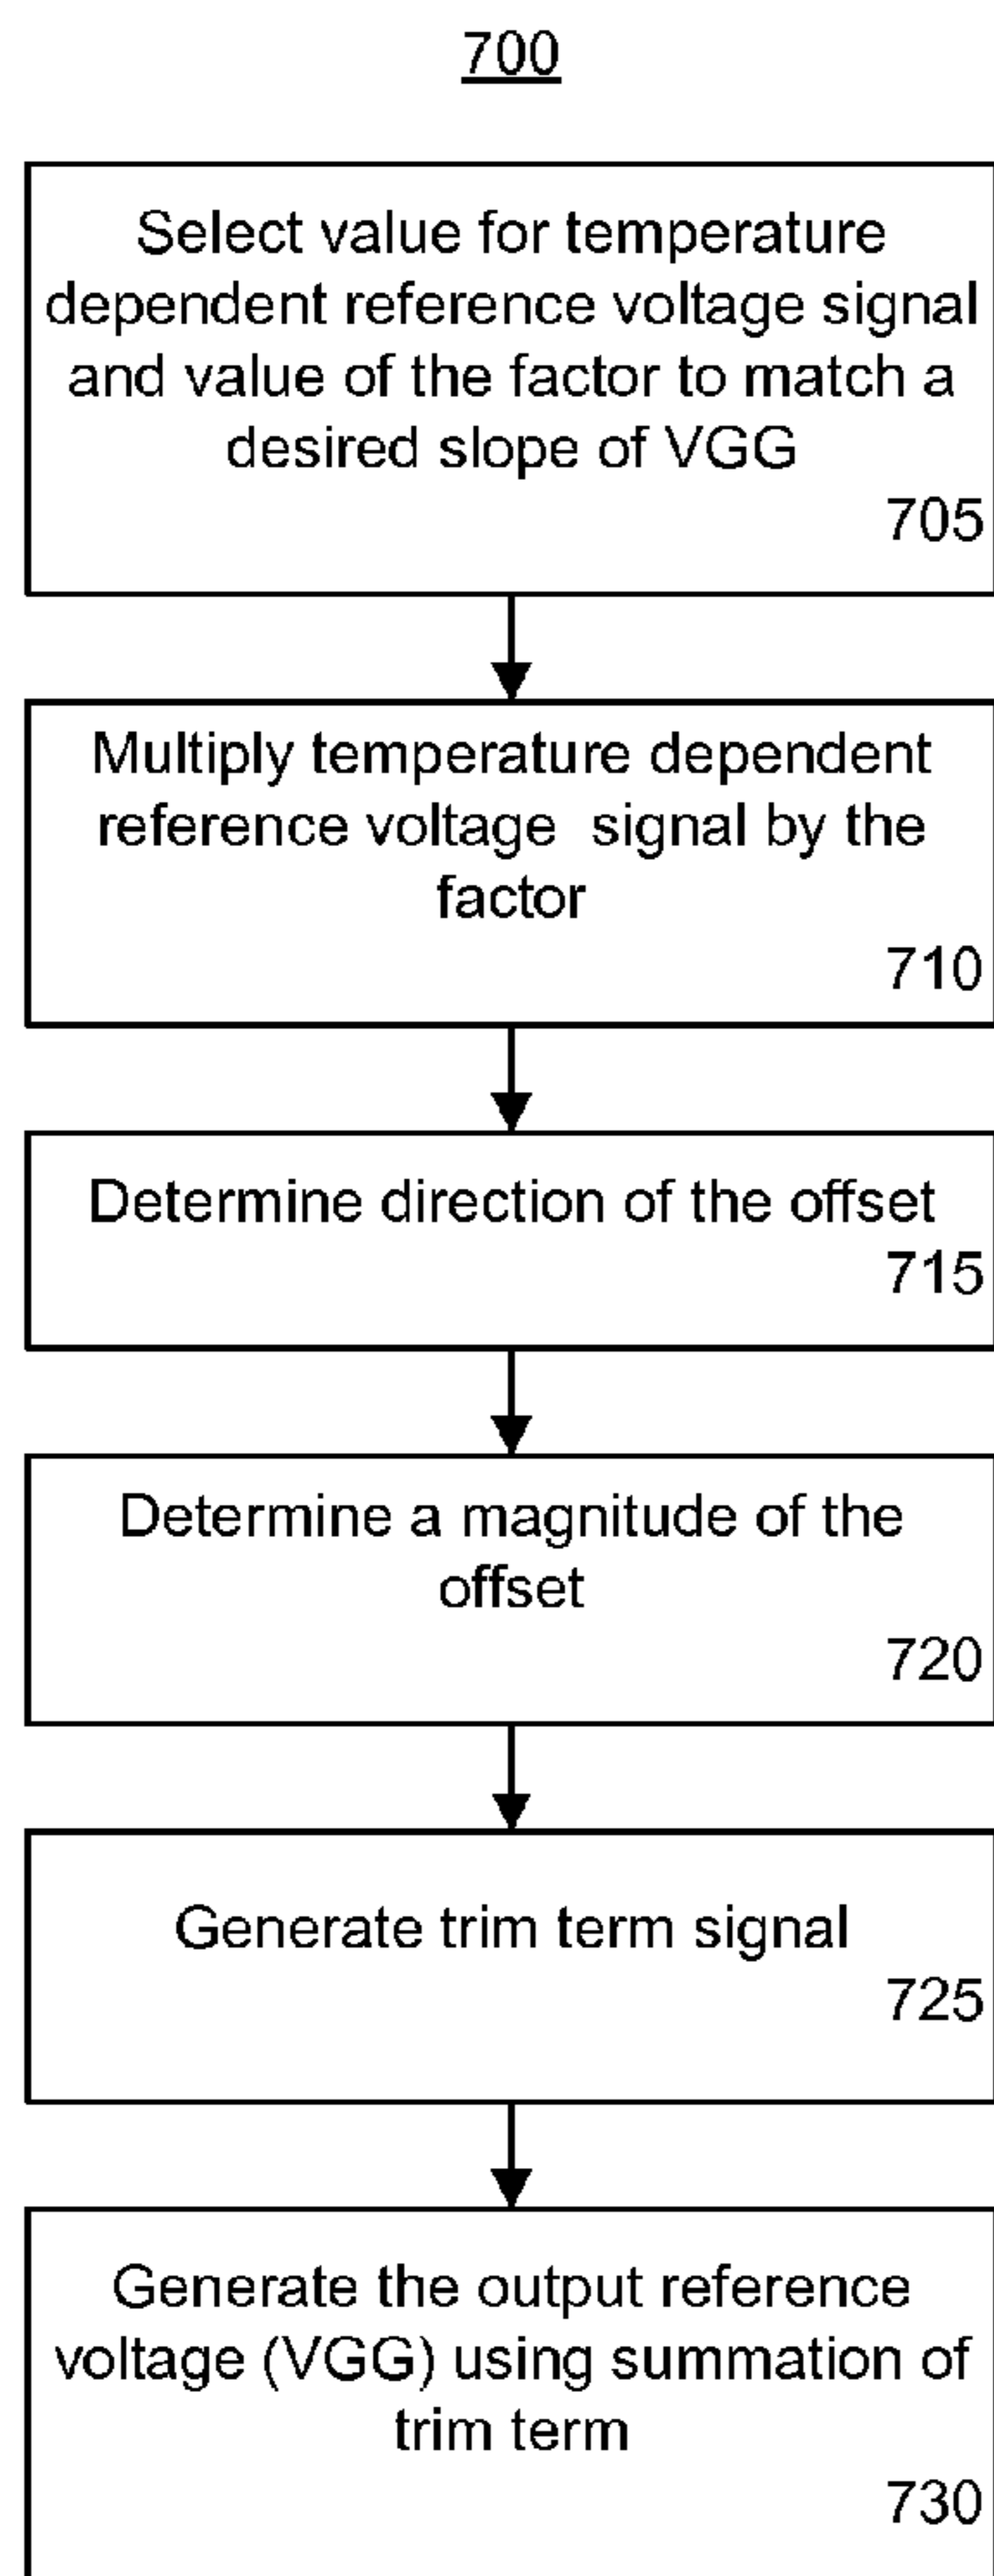 700
Select value for temperature
dependent reference voltage signal
and value of the factor to match a
desired slope of VGG
705
Multiply temperature dependent
reference voltage signal by the
factor
710
Determine direction of the offset
715
Determine a magnitude of the
offset
720
Generate trim term signal
725
Generate the output reference
voltage (VGG) using summation of
trim term
730